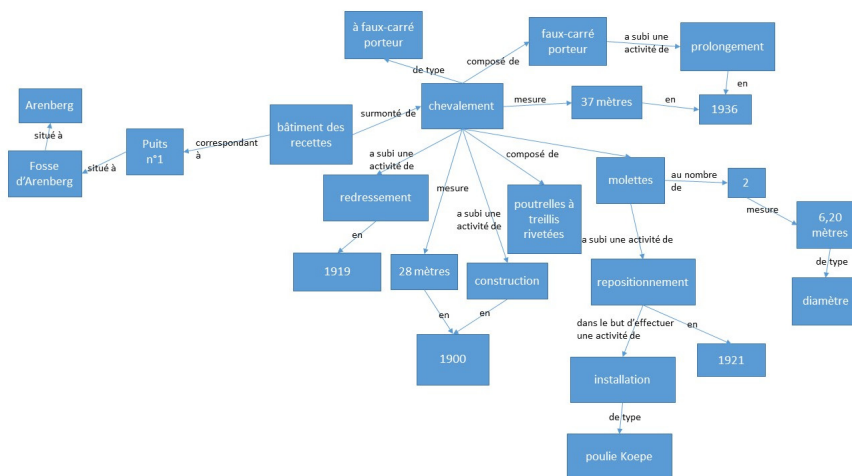 à faux-carré
porteur
faux-carré
porteur
a subi une
activité de
prolongement
de type
composé de
en
Arenberg
chevalement
mesure
37 mètres
en
1936
surmonté de
bâtiment des
recettes
situé à
Puits
n°1
correspondant
à
Fosse
d'Arenberg
situé à
a subi une
activité de
composé de
molettes
au nombre
de
2
mesure
redressement
mesure
a subi une
activité de
poutrelles à
treillis
rivetées
6,20
mètres
en
a subi une activité de
de type
1919
28 mètres
construction
repositionnement
diamètre
en
en
dans le but d'effectuer
une activité de
en
1900
1921
installation
de type
poulie Koepe